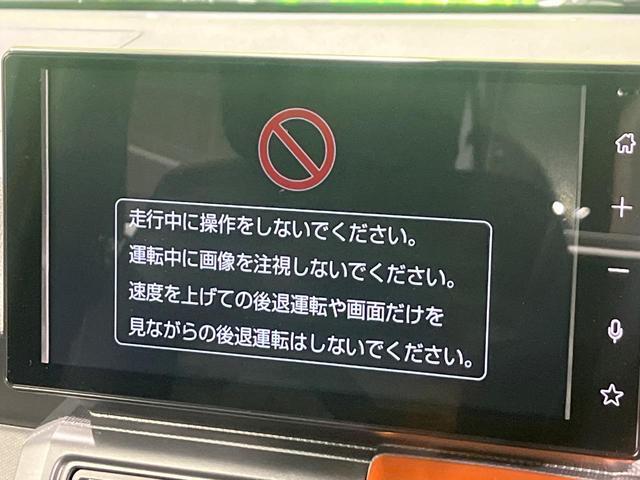 走行中に操作をしないでください。
運転中に画像を注視しないでください。
速度を上げての後退運転や画面だけを
見ながらの後退運転はしないでください。